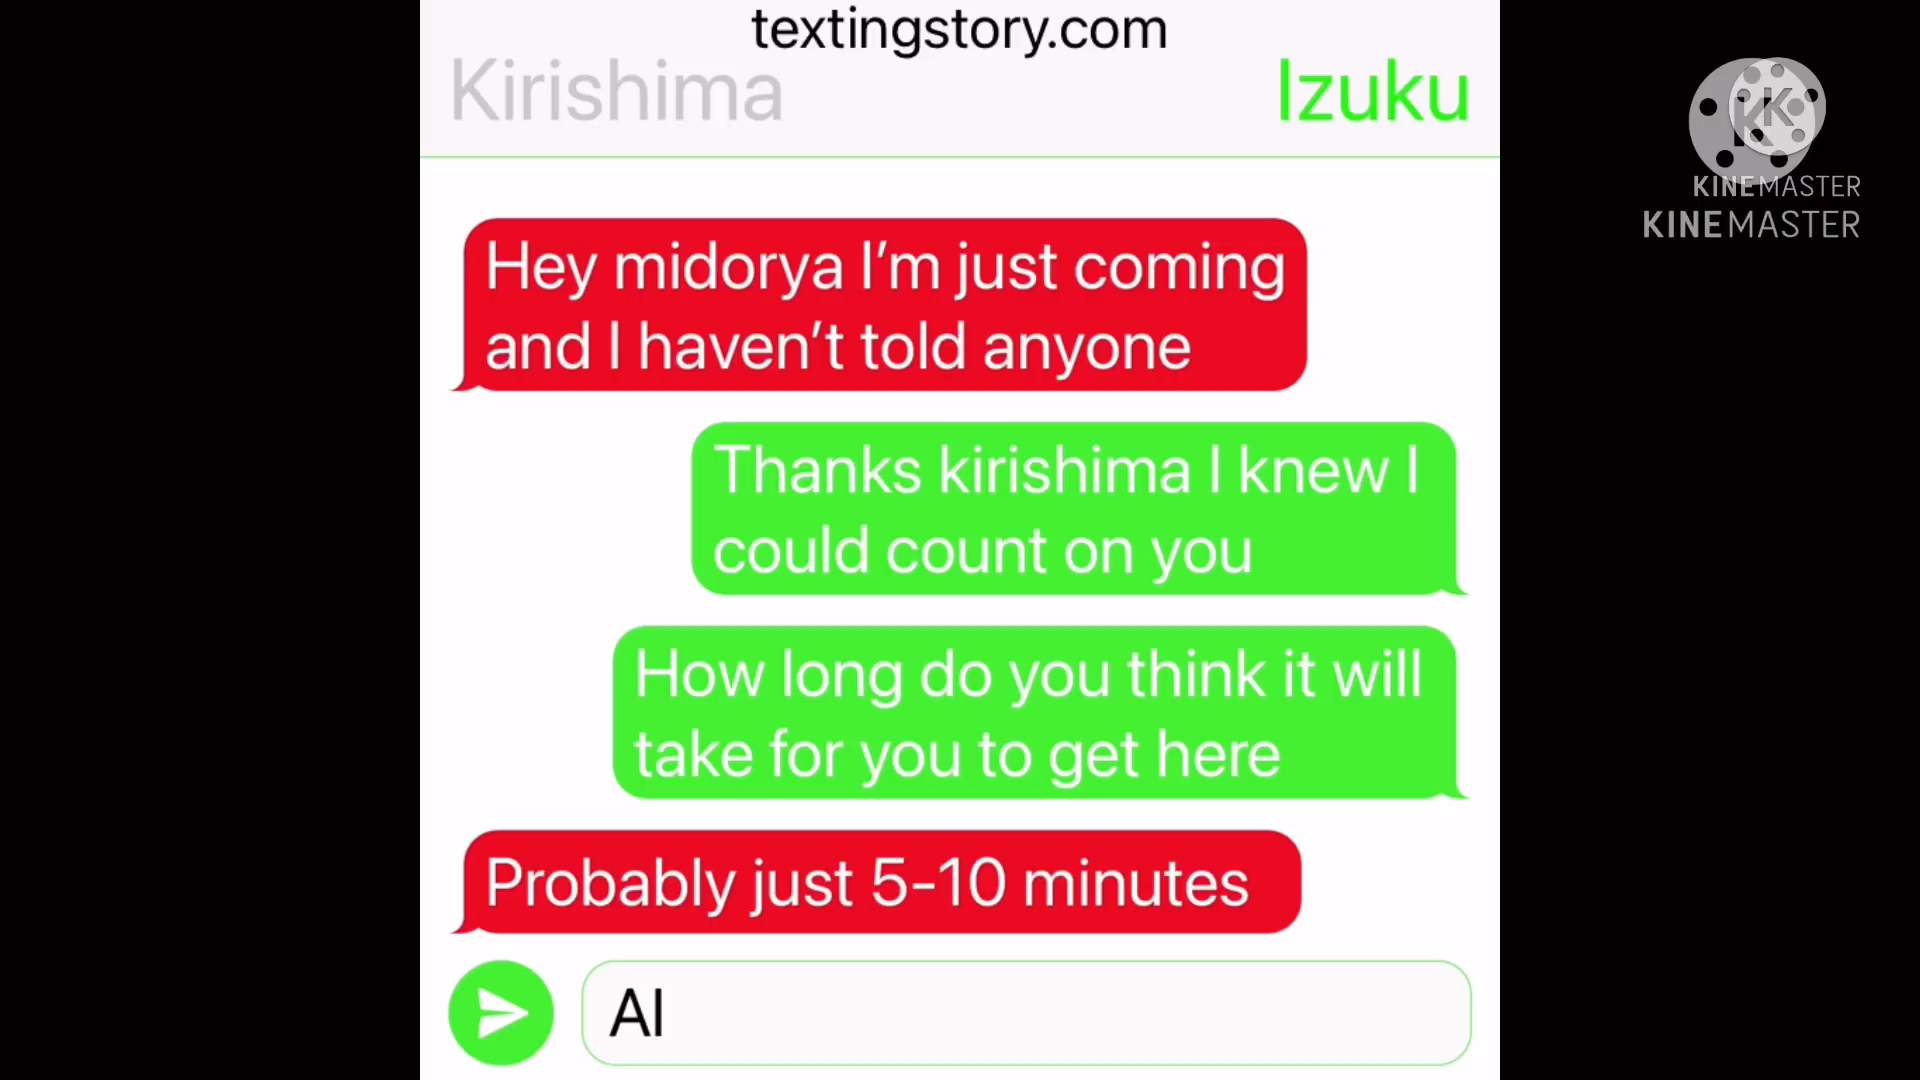 textingstory.com
Kirishima
Izuku
KINEMASTER
KINEMASTER
Hey midorya I’m just coming
and I haven’t told anyone
Thanks kirishima I knew I
could count on you
How long do you think it will
take for you to get here
Probably just 5-10 minutes
Al